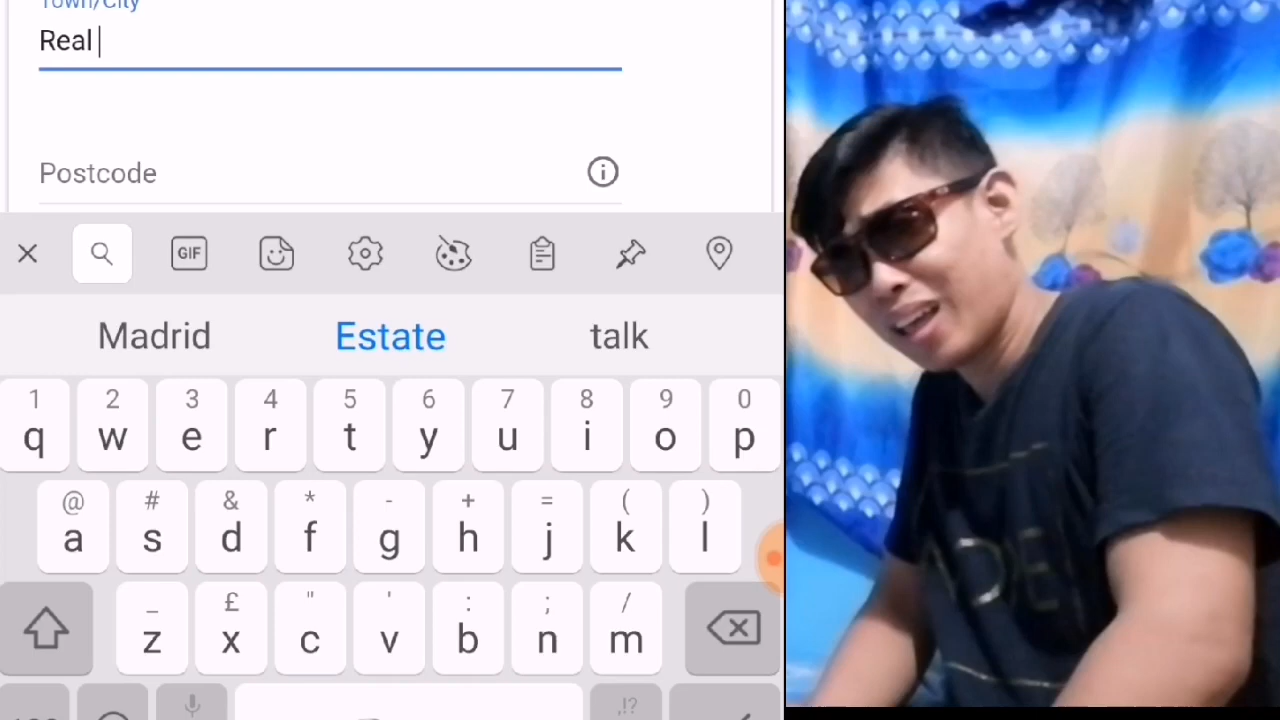 Town/City
Real
Postcode
GIF
Madrid Estate talk
1 2 3 4 5 6 7 8 9 0
q w e r t y u i o p
@ # & * - + = ( )
a s d f g h j k l
_ £ " ' : ; /
z x c v b n m
,!?